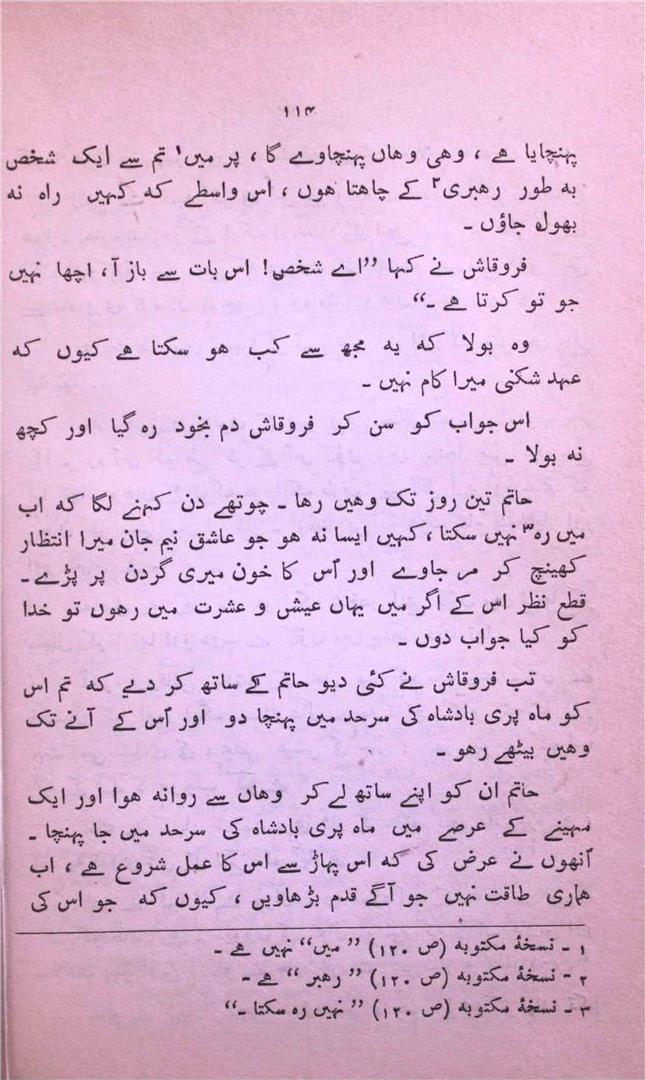 ۱۱۴
پہنچایا ہے ، وہی وہاں پہنچاوے گا ، پر میں۱ تم سے ایک شخص
بہ طور رہبری۲ کے چاہتا ہوں ، اس واسطے کہ کہیں راہ نہ
بھول جاؤں ۔
فروقاش نے کہا ”اے شخص! اس بات سے باز آ ، اچھا نہیں
جو تو کرتا ہے ۔“
وہ بولا کہ یہ مجھ سے کب ہو سکتا ہے کیوں کہ
عہد شکنی میرا کام نہیں ۔
اس جواب کو سن کر فروقاش دم بخود رہ گیا اور کچھ
نہ بولا ۔
حاتم تین روز تک وہیں رہا ۔ چوتھے دن کہنے لگا کہ اب
میں رہ۳ نہیں سکتا ، کہیں ایسا نہ ہو جو عاشق نیم جان میرا انتظار
کھینچ کر مر جاوے اور اُس کا خون میری گردن پر پڑے ۔
قطع نظر اس کے اگر میں یہاں عیش و عشرت میں رہوں تو خدا
کو کیا جواب دوں ۔
تب فروقاش نے کئی دیو حاتم کے ساتھ کر دیے کہ تم اس
کو ماہ پری بادشاہ کی سرحد میں پہنچا دو اور اُس کے آنے تک
وہیں بیٹھے رہو ۔
حاتم ان کو اپنے ساتھ لے کر وہاں سے روانہ ہوا اور ایک
مہینے کے عرصے میں ماہ پری بادشاہ کی سرحد میں جا پہنچا ۔
اُنھوں نے عرض کی کہ اس پہاڑ سے اس کا عمل شروع ہے ، اب
ہماری طاقت نہیں جو آگے قدم بڑھاویں ، کیوں کہ جو اس کی
۱ ۔ نسخۂ مکتوبہ (ص ۱۲۰) ” میں“ نہیں ہے ۔
۲ ۔ نسخۂ مکتوبہ (ص ۱۲۰) ” رہبر “ ہے ۔
۳ ۔ نسخۂ مکتوبہ (ص ۱۲۰) ” نہیں رہ سکتا ۔“